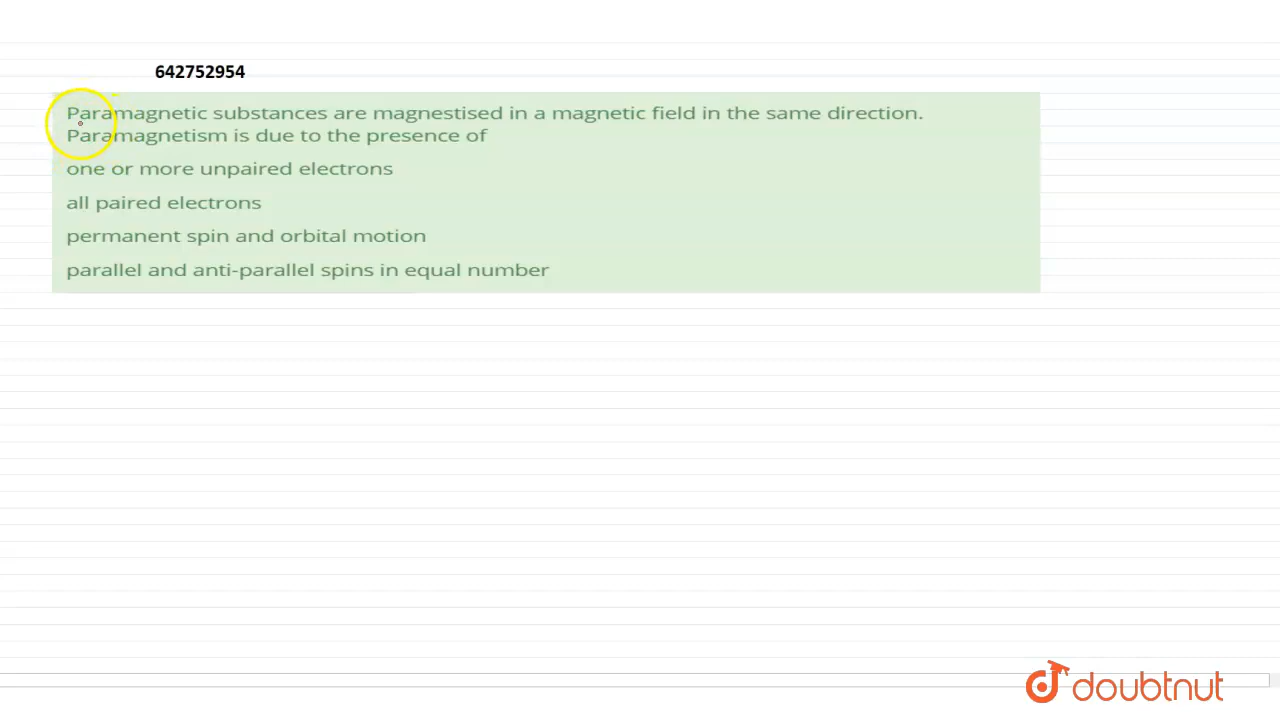 642752954
Paramagnetic substances are magnestised in a magnetic field in the same direction.
Paramagnetism is due to the presence of
one or more unpaired electrons
all paired electrons
permanent spin and orbital motion
parallel and anti-parallel spins in equal number
doubtnut